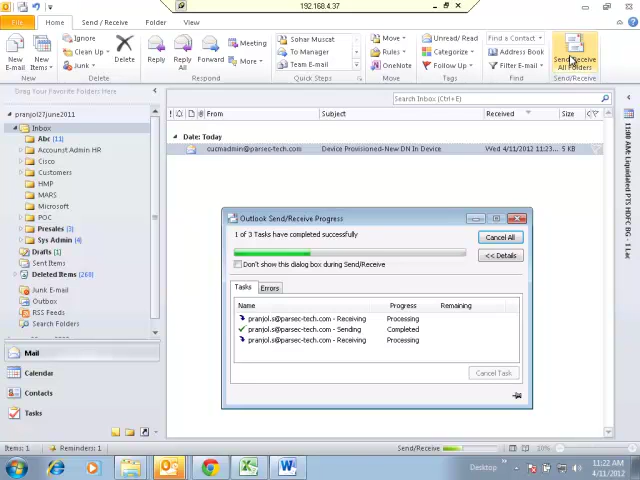 192.168.4.37
File Home Send / Receive Folder View
New E-mail
New Items
New
Ignore
Clean Up
Junk
Delete
Delete
Reply
Reply All
Forward
Meeting
More
Respond
Sohar Muscat
To Manager
Team E-mail
Quick Steps
Move
Rules
OneNote
Move
Unread/ Read
Categorize
Follow Up
Tags
Find a Contact
Address Book
Filter E-mail
Find
Send/Receive
All Folders
Send/Receive
Drag Your Favorite Folders Here
pranjol27june2011
Inbox
Abc (11)
Accounst Admin HR
Cisco
Customers
HMP
MARS
Microsoft
POC
Presales (3)
Sys Admin (4)
Drafts (1)
Sent Items
Deleted Items (268)
Junk E-mail
Outbox
RSS Feeds
Search Folders
Mail
Calendar
Contacts
Tasks
Search Inbox (Ctrl+E)
From Subject Received Size
Date: Today
cucmadmin@parsec-tech.com Device Provisioned-New DN In Device Wed 4/11/2012 11:23... 5 KB
Outlook Send/Receive Progress
1 of 3 Tasks have completed successfully
Cancel All
<< Details
Don't show this dialog box during Send/Receive
Tasks Errors
Name Progress Remaining
pranjol.s@parsec-tech.com - Receiving Processing
pranjol.s@parsec-tech.com - Sending Completed
pranjol.s@parsec-tech.com - Receiving Processing
Cancel Task
Items: 1 Reminders: 1
Send/Receive
Desktop
11:22 AM
4/11/2012